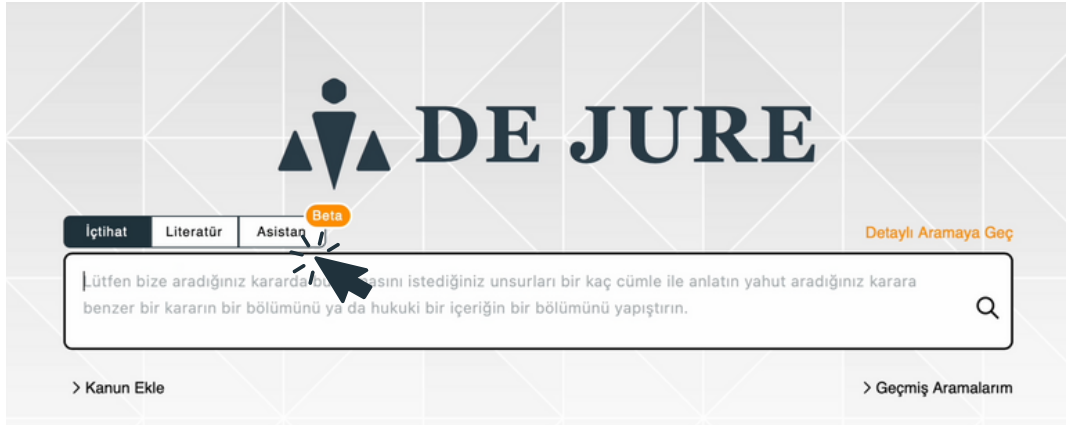 DE JURE
Beta
İçtihat Literatür Asistan
Detaylı Aramaya Geç
Lütfen bize aradığınız kararda istediğiniz unsurları bir kaç cümle ile anlatın yahut aradığınız karara
benzer bir kararın bir bölümünü ya da hukuki bir içeriğin bir bölümünü yapıştırın.
> Kanun Ekle
> Geçmiş Aramalarım